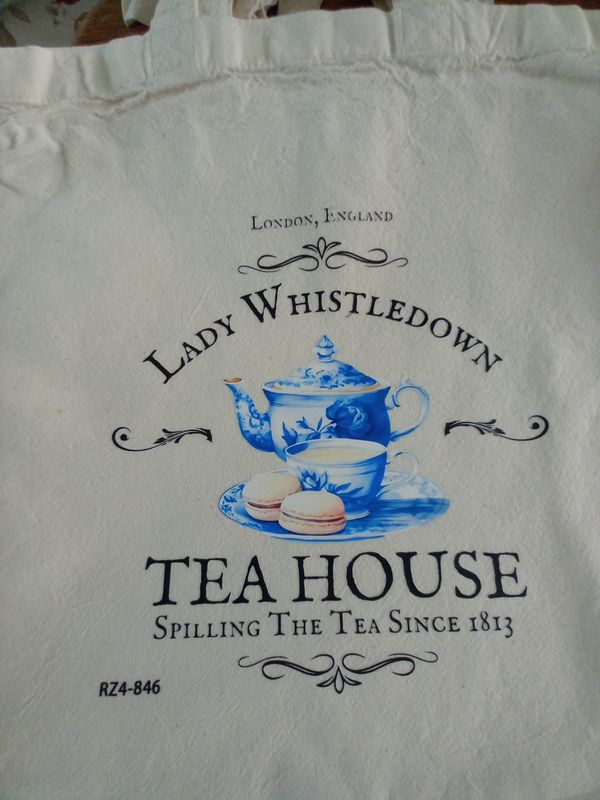 London, England
Lady Whistledown
Tea House
Spilling The Tea Since 1813
RZ4-846